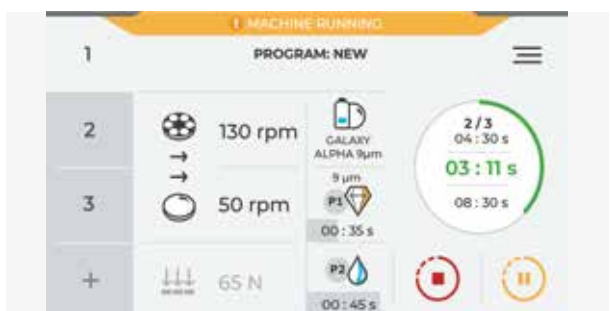 ! MACHINE RUNNING
1
PROGRAM: NEW
2
130 rpm
GALAXY
ALPHA 9µm
2/3
04 : 30 s
03 : 11 s
08 : 30 s
3
50 rpm
9 µm
P1
00 : 35 s
+
65 N
P2
00 : 45 s